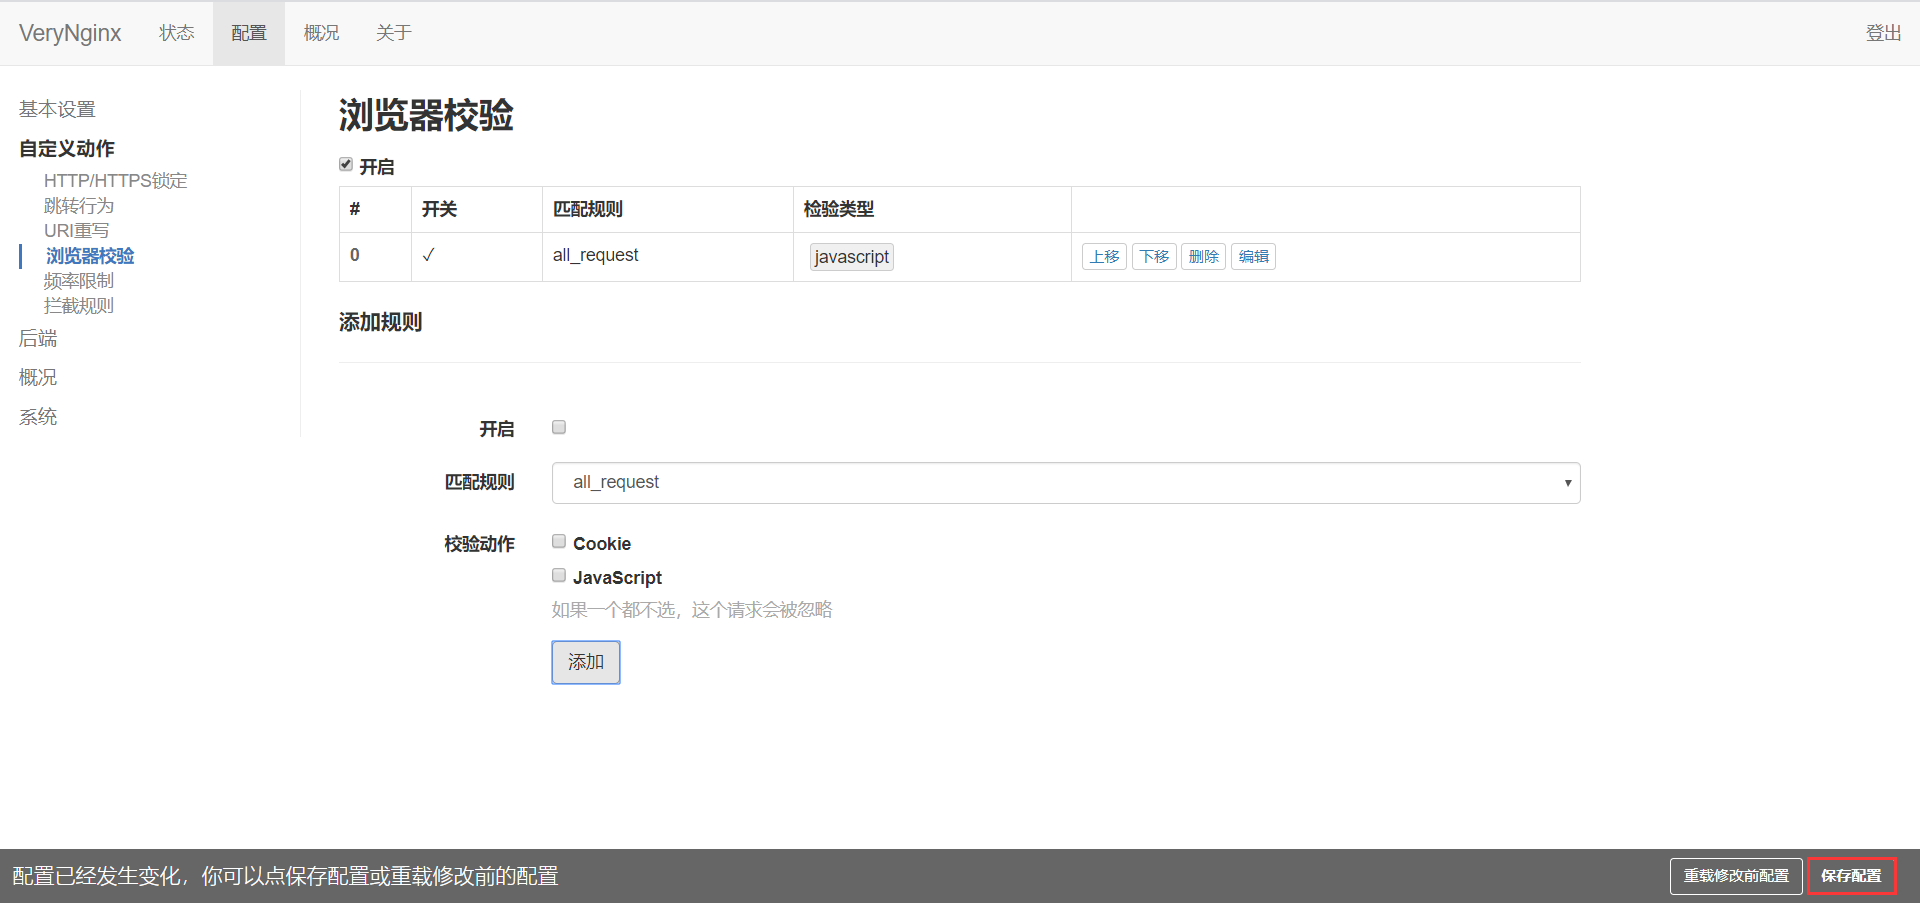 VeryNginx 状态 配置 概况 关于 登出
基本设置
自定义动作
HTTP/HTTPS锁定
跳转行为
URI重写
浏览器校验
频率限制
拦截规则
后端
概况
系统
浏览器校验
开启
# 开关 匹配规则 检验类型
0 ✓ all_request javascript 上移 下移 删除 编辑
添加规则
开启
匹配规则 all_request
校验动作 Cookie
JavaScript
如果一个都不选，这个请求会被忽略
添加
配置已经发生变化，你可以点保存配置或重载修改前的配置 重载修改前配置 保存配置